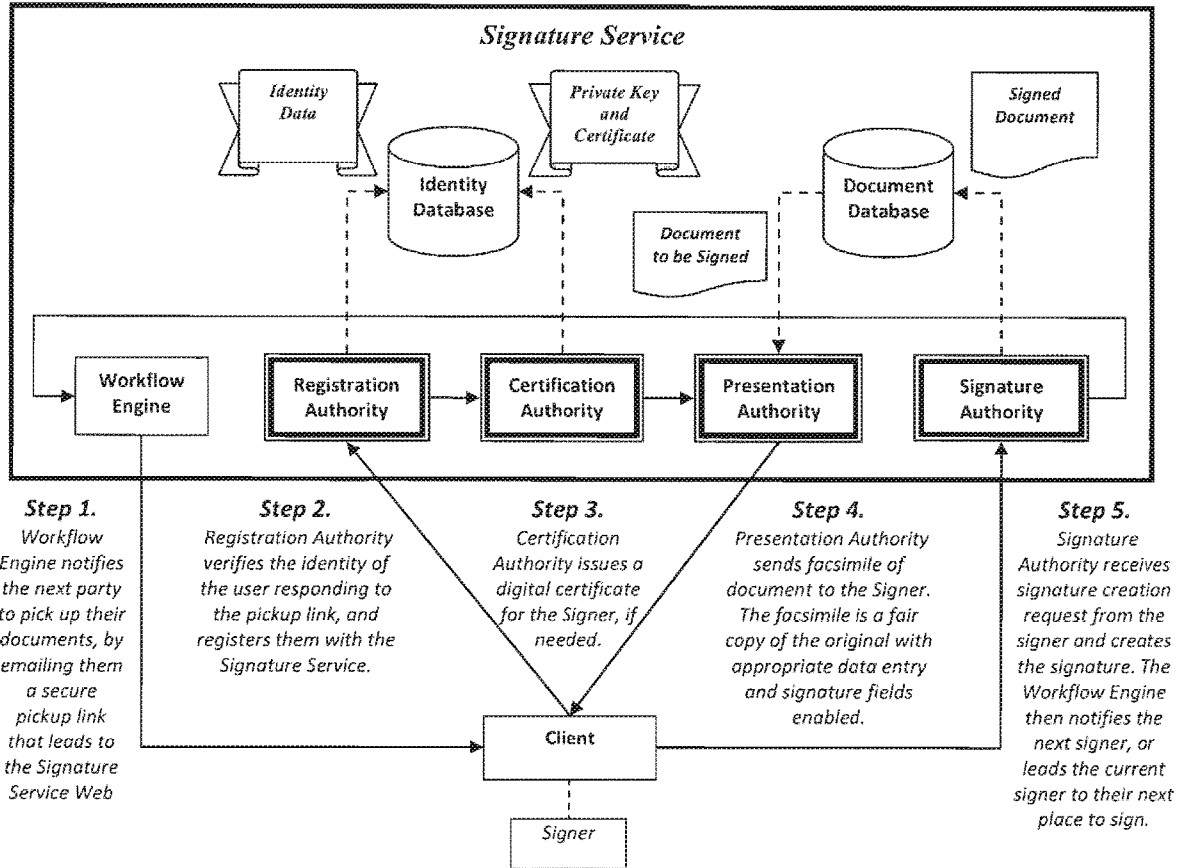 Signature Service
Identity
Data
Private Key
and
Certificate
Signed
Document
Identity
Database
Document
Database
Document
to be Signed
Workflow
Engine
Registration
Authority
Certification
Authority
Presentation
Authority
Signature
Authority
Step 1.
Workflow
Engine notifies
the next party
to pick up their
documents, by
emailing them
a secure
pickup link
that leads to
the Signature
Service Web
Step 2.
Registration Authority
verifies the identity of
the user responding to
the pickup link, and
registers them with the
Signature Service.
Step 3.
Certification
Authority issues a
digital certificate
for the Signer, if
needed.
Step 4.
Presentation Authority
sends facsimile of
document to the Signer.
The facsimile is a fair
copy of the original with
appropriate data entry
and signature fields
enabled.
Step 5.
Signature
Authority receives
signature creation
request from the
signer and creates
the signature. The
Workflow Engine
then notifies the
next signer, or
leads the current
signer to their next
place to sign.
Client
Signer